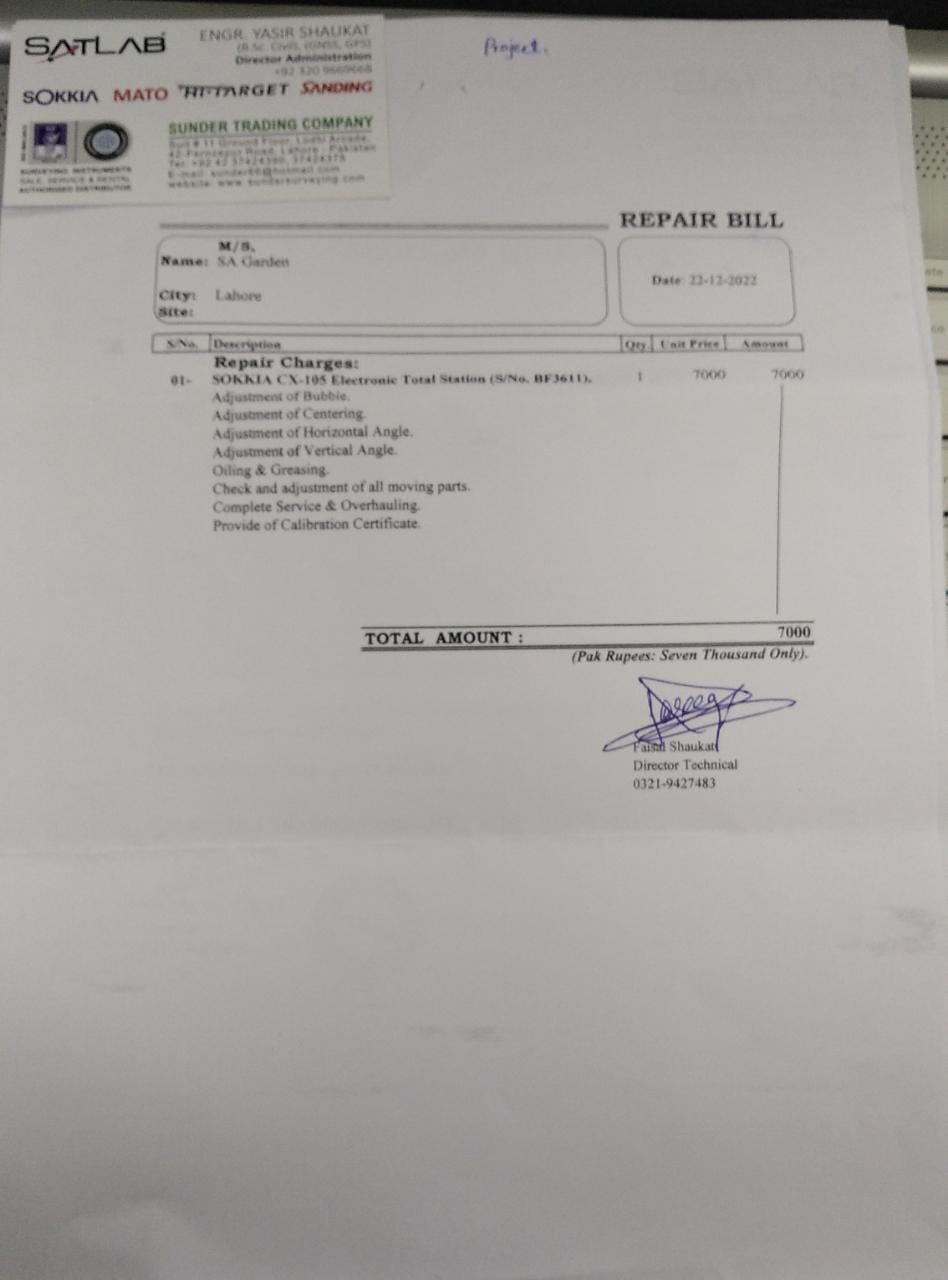 SATLAB
ENGR. YASIR SHAUKAT
(B.Sc. Civil), (GNSS, GPS)
Director Administration
+92 320 9669668
SOKKIA MATO HI-TARGET SANDING
SUNDER TRADING COMPANY
Suit # 11 Ground Floor, Lodhi Arcade,
42-Ferozepur Road, Lahore - Pakistan
Tel: +92 42 37424380, 37424375
E-mail: sunder66@hotmail.com
website: www.sundersurveying.com
SURVEYING INSTRUMENTS
SALE, SERVICE & RENTAL
AUTHORISED DISTRIBUTOR
Project.
REPAIR BILL
M/S.
Name: SA Garden
City: Lahore
Site:
Date: 22-12-2022
S/No. Description Qty. Unit Price Amount
Repair Charges:
01- SOKKIA CX-105 Electronic Total Station (S/No. BF3611). 1 7000 7000
Adjustment of Bubble.
Adjustment of Centering.
Adjustment of Horizontal Angle.
Adjustment of Vertical Angle.
Oiling & Greasing.
Check and adjustment of all moving parts.
Complete Service & Overhauling.
Provide of Calibration Certificate.
TOTAL AMOUNT : 7000
(Pak Rupees: Seven Thousand Only).
Faisal Shaukat
Director Technical
0321-9427483